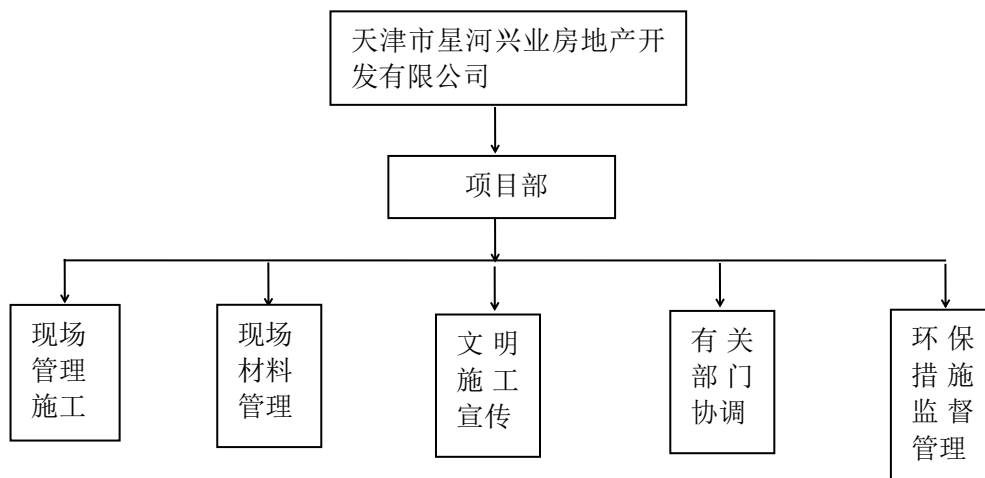 天津市星河兴业房地产开
发有限公司
项目部
现场
管理
施工
现场
材料
管理
文 明
施 工
宣传
有 关
部 门
协调
环 保
措 施
监 督
管理